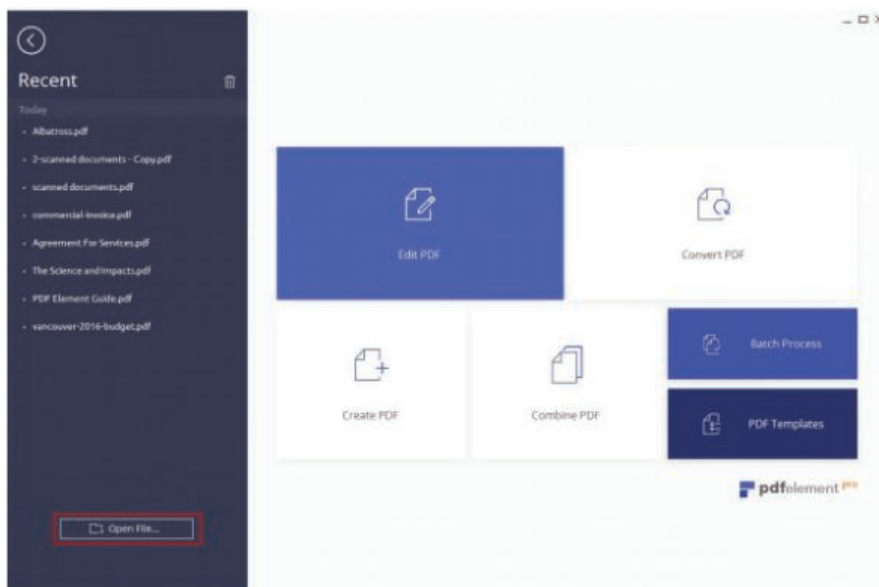 Recent
Today
Albatross.pdf
2-scanned documents - Copy.pdf
scanned documents.pdf
commercial-invoice.pdf
Agreement For Services.pdf
The Science and Impacts.pdf
PDF Element Guide.pdf
vancouver-2016-budget.pdf
Open File...
Edit PDF
Convert PDF
Create PDF
Combine PDF
Batch Process
PDF Templates
pdfelement pro